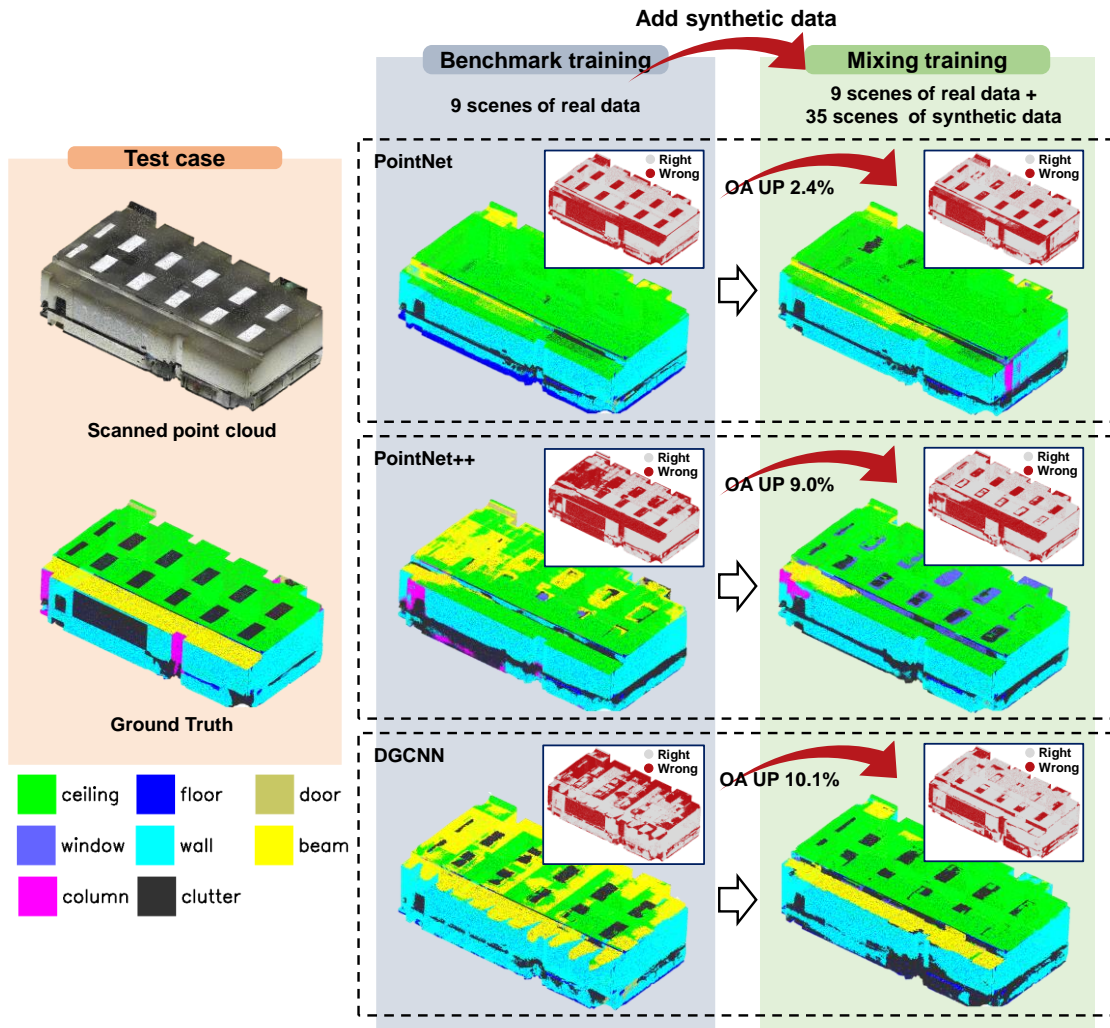 Add synthetic data
Benchmark training
Mixing training
9 scenes of real data
9 scenes of real data +
35 scenes of synthetic data
Test case
Scanned point cloud
Ground Truth
PointNet
Right
Wrong
OA UP 2.4%
Right
Wrong
PointNet++
Right
Wrong
OA UP 9.0%
Right
Wrong
DGCNN
Right
Wrong
OA UP 10.1%
Right
Wrong
ceiling
floor
door
window
wall
beam
column
clutter